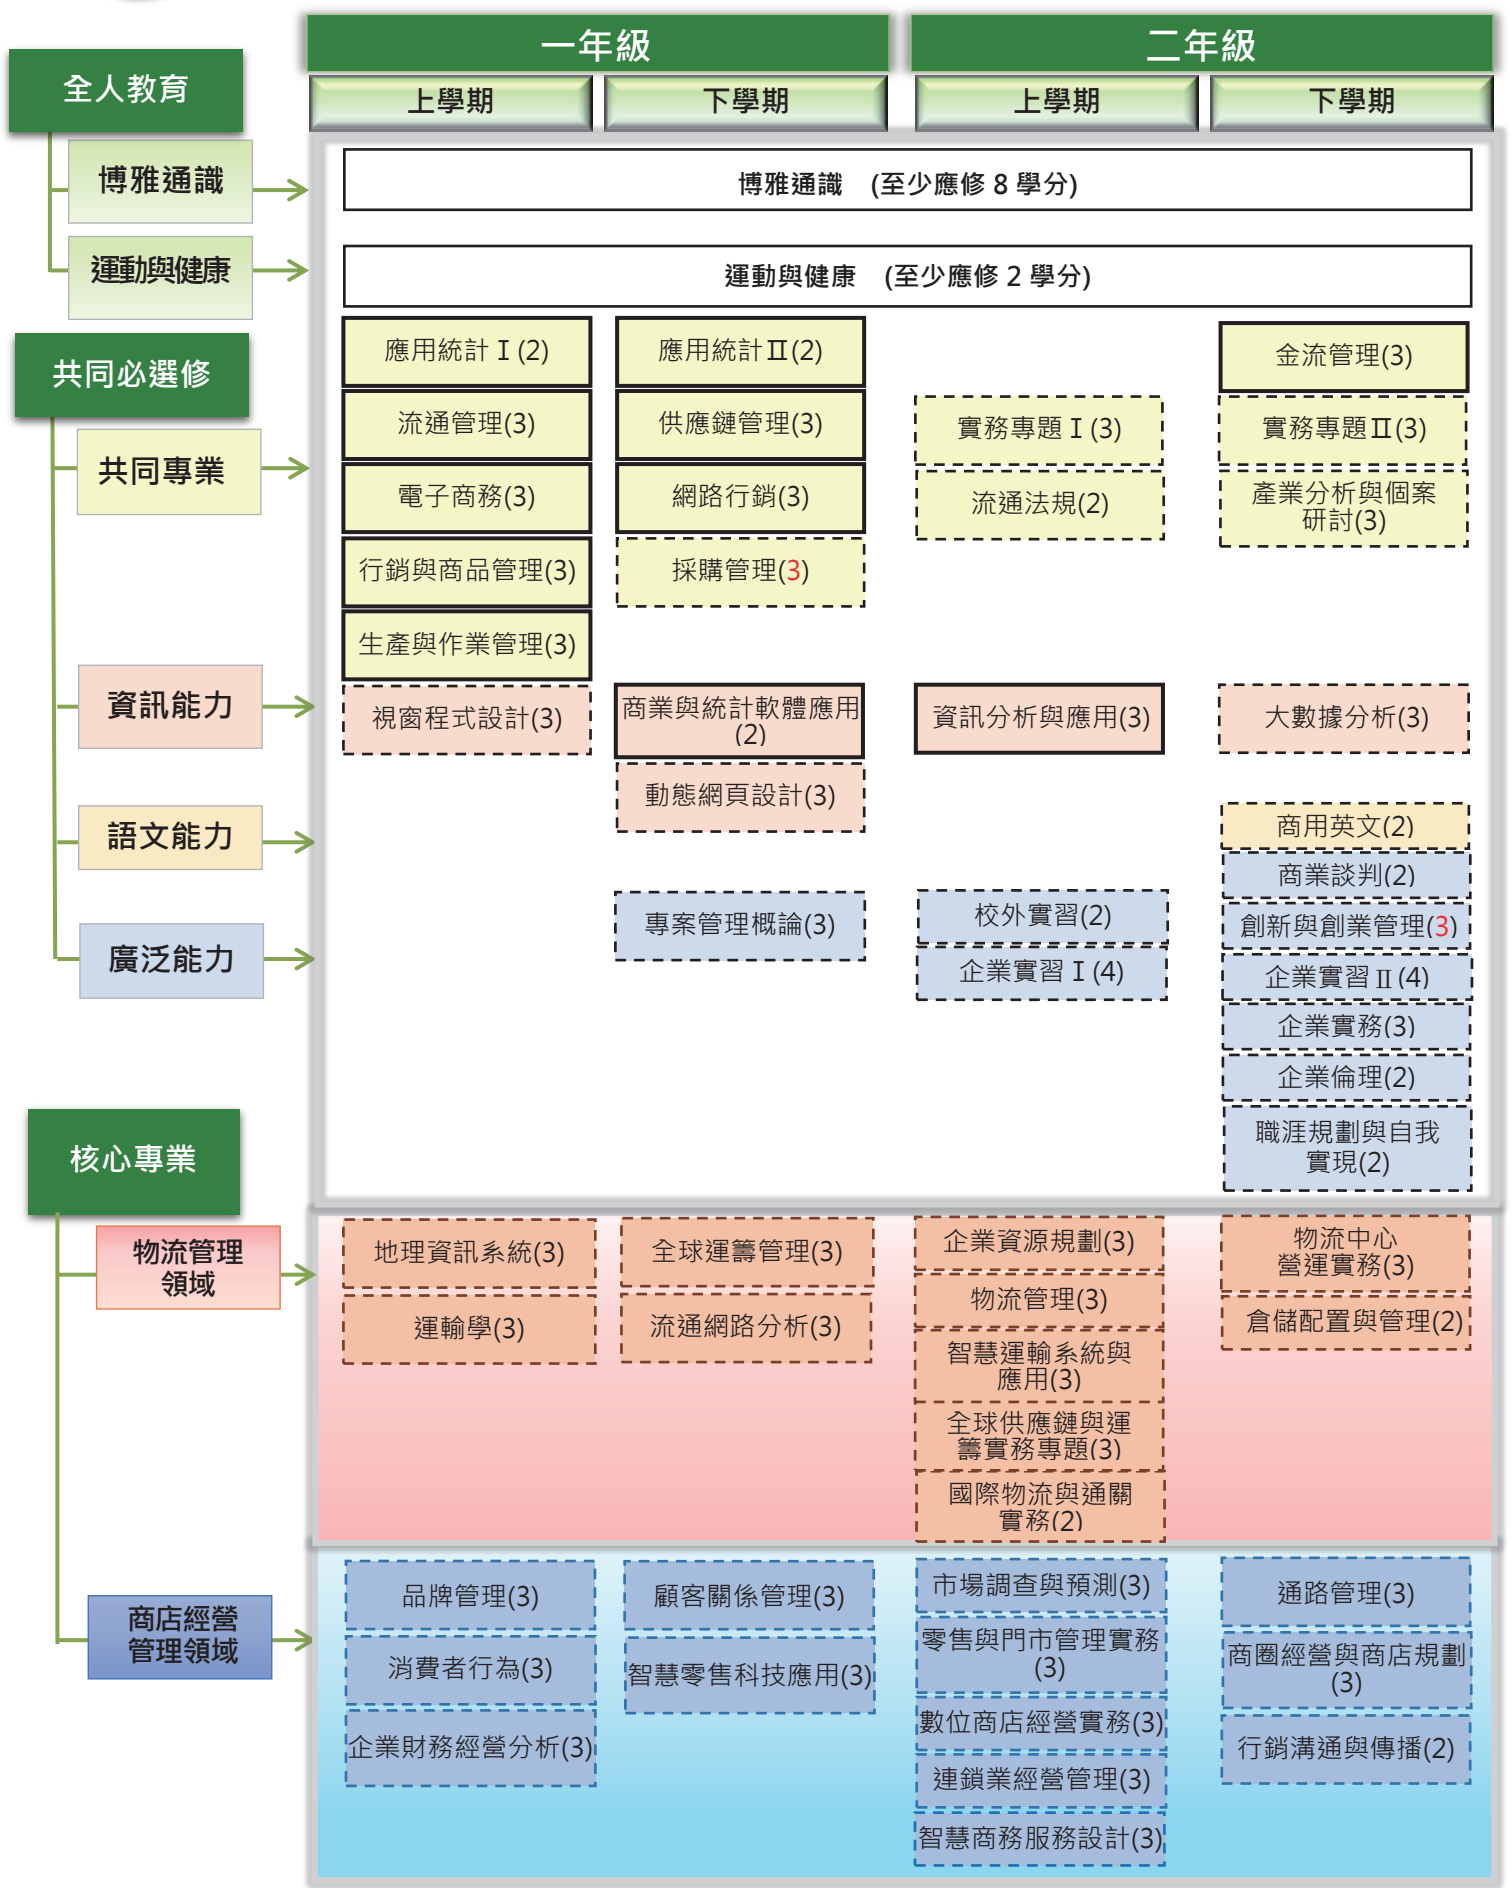 一年級
二年級
上學期
下學期
上學期
下學期
全人教育
博雅通識
博雅通識 (至少應修 8 學分)
運動與健康
運動與健康 (至少應修 2 學分)
共同必選修
共同專業
應用統計Ⅰ(2)
應用統計Ⅱ(2)
金流管理(3)
流通管理(3)
供應鏈管理(3)
實務專題Ⅰ(3)
實務專題Ⅱ(3)
電子商務(3)
網路行銷(3)
流通法規(2)
產業分析與個案
研討(3)
行銷與商品管理(3)
採購管理(3)
生產與作業管理(3)
資訊能力
視窗程式設計(3)
商業與統計軟體應用
(2)
資訊分析與應用(3)
大數據分析(3)
動態網頁設計(3)
語文能力
商用英文(2)
廣泛能力
專案管理概論(3)
校外實習(2)
企業實習Ⅰ(4)
商業談判(2)
創新與創業管理(3)
企業實習Ⅱ(4)
企業實務(3)
企業倫理(2)
職涯規劃與自我
實現(2)
核心專業
物流管理
領域
地理資訊系統(3)
運輸學(3)
全球運籌管理(3)
流通網路分析(3)
企業資源規劃(3)
物流管理(3)
智慧運輸系統與
應用(3)
全球供應鏈與運
籌實務專題(3)
國際物流與通關
實務(2)
物流中心
營運實務(3)
倉儲配置與管理(2)
商店經營
管理領域
品牌管理(3)
消費者行為(3)
企業財務經營分析(3)
顧客關係管理(3)
智慧零售科技應用(3)
市場調查與預測(3)
零售與門市管理實務
(3)
數位商店經營實務(3)
連鎖業經營管理(3)
智慧商務服務設計(3)
通路管理(3)
商圈經營與商店規劃
(3)
行銷溝通與傳播(2)